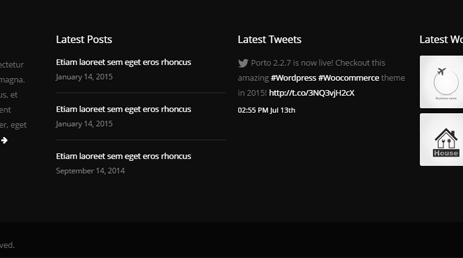 ectetur
magna.
us, et
ent
er, eget
Latest Posts
Etiam laoreet sem eget eros rhoncus
January 14, 2015
Etiam laoreet sem eget eros rhoncus
January 14, 2015
Etiam laoreet sem eget eros rhoncus
September 14, 2014
Latest Tweets
Porto 2.2.7 is now live! Checkout this
amazing #Wordpress #Woocommerce theme
in 2015! http://t.co/3NQ3vjH2cX
02:55 PM Jul 13th
Latest Wo
House
ved.